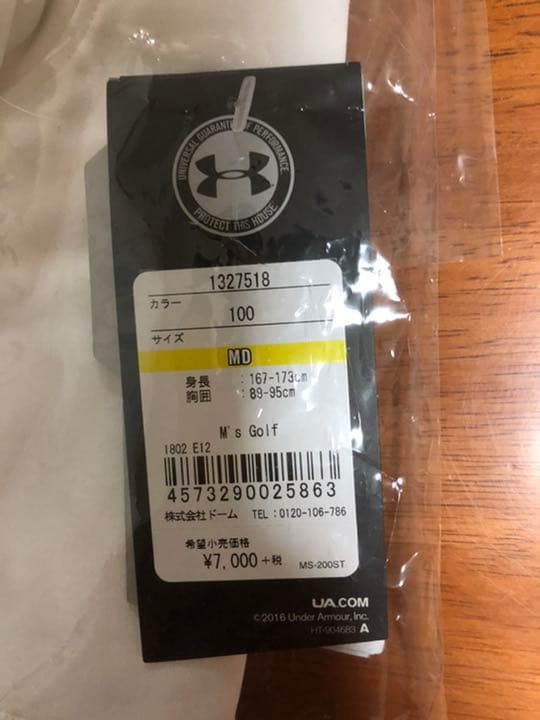 UNIVERSAL GUARANTEE OF PERFORMANCE.
PROTECT THIS HOUSE.
1327518
カラー
100
サイズ
MD
身長 : 167-173cm
胸囲 : 89-95cm
M's Golf
1802 E12
4573290025863
株式会社ドーム TEL:0120-106-786
希望小売価格
¥7,000+税
MS-200ST
UA.COM
©2016 Under Armour, Inc.
HT-904683 A